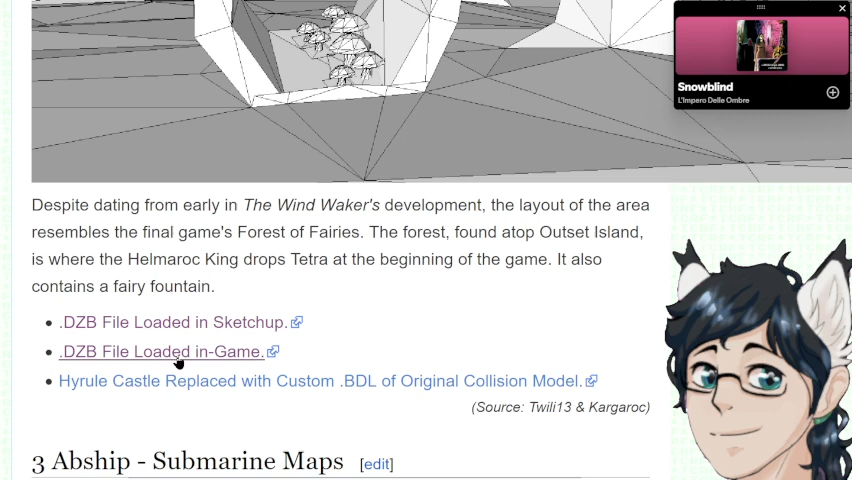 Snowblind
L'Impero Delle Ombre
Despite dating from early in The Wind Waker's development, the layout of the area
resembles the final game's Forest of Fairies. The forest, found atop Outset Island,
is where the Helmaroc King drops Tetra at the beginning of the game. It also
contains a fairy fountain.
.DZB File Loaded in Sketchup.
.DZB File Loaded in-Game.
Hyrule Castle Replaced with Custom .BDL of Original Collision Model.
(Source: Twili13 & Kargaroc)
3 Abship - Submarine Maps [edit]